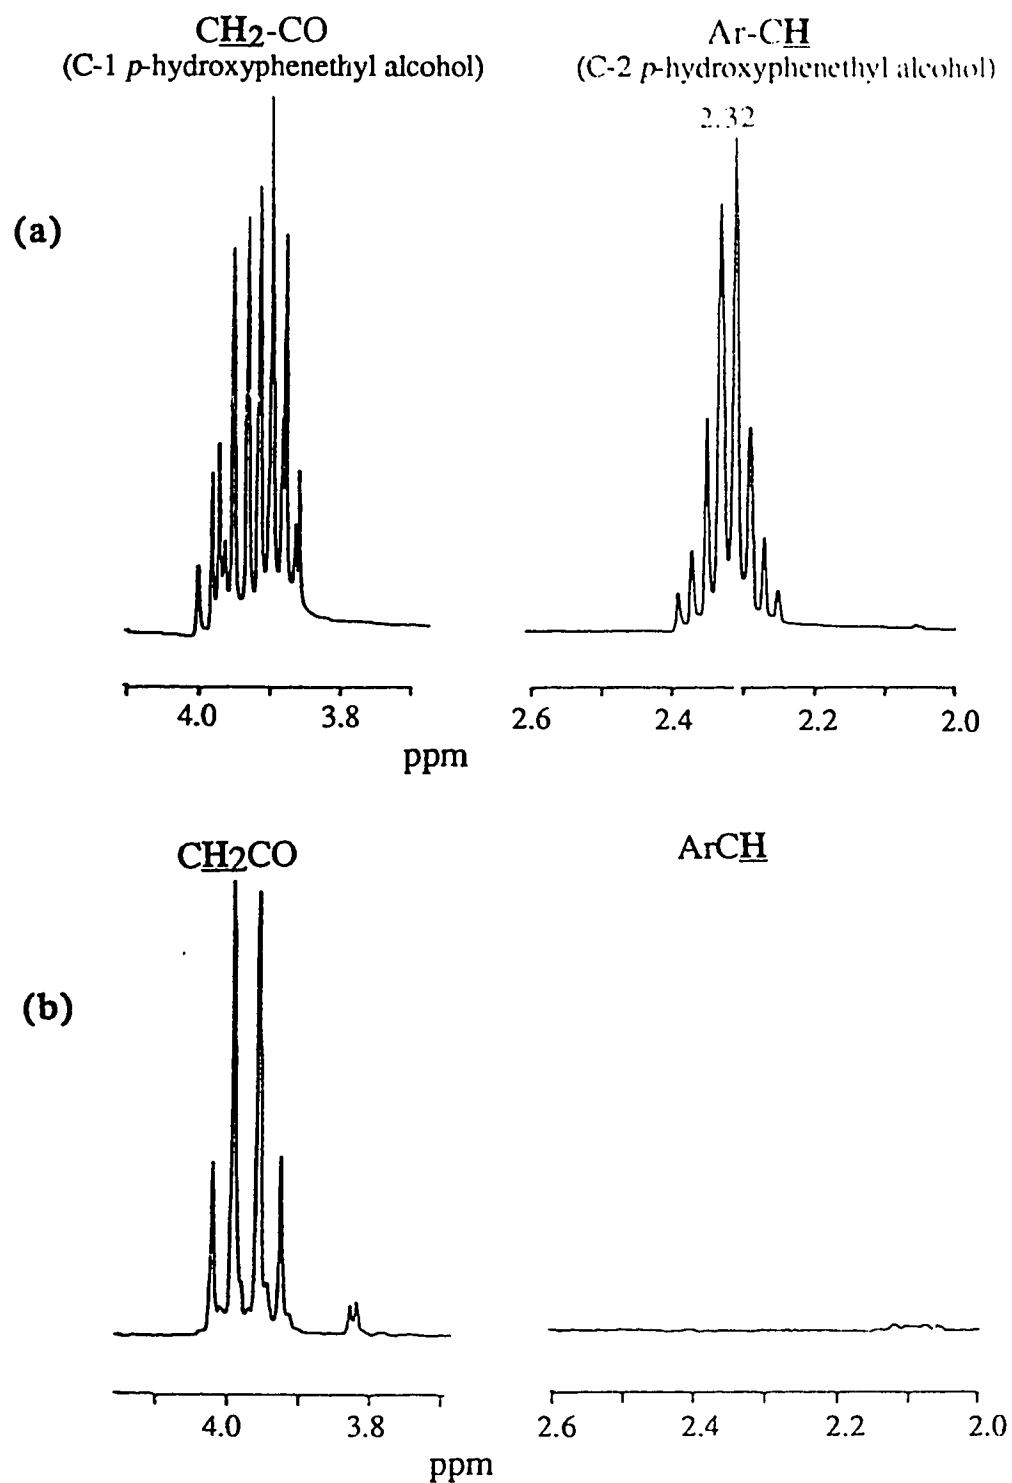 CH2-CO
(C-1 p-hydroxyphenethyl alcohol)
Ar-CH
(C-2 p-hydroxyphenethyl alcohol)
2.32
(a)
4.0 3.8
2.6 2.4 2.2 2.0
ppm
CH2CO
ArCH
(b)
4.0 3.8
2.6 2.4 2.2 2.0
ppm